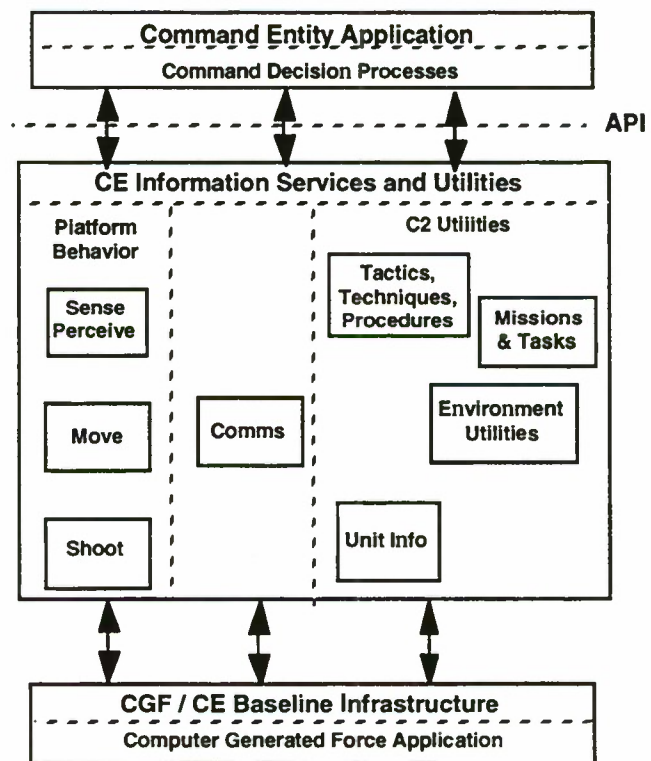 Command Entity Application
Command Decision Processes
API
CE Information Services and Utilities
Platform
Behavior
Sense
Perceive
Move
Shoot
Comms
C2 Utilities
Tactics,
Techniques,
Procedures
Missions
& Tasks
Environment
Utilities
Unit Info
CGF / CE Baseline Infrastructure
Computer Generated Force Application